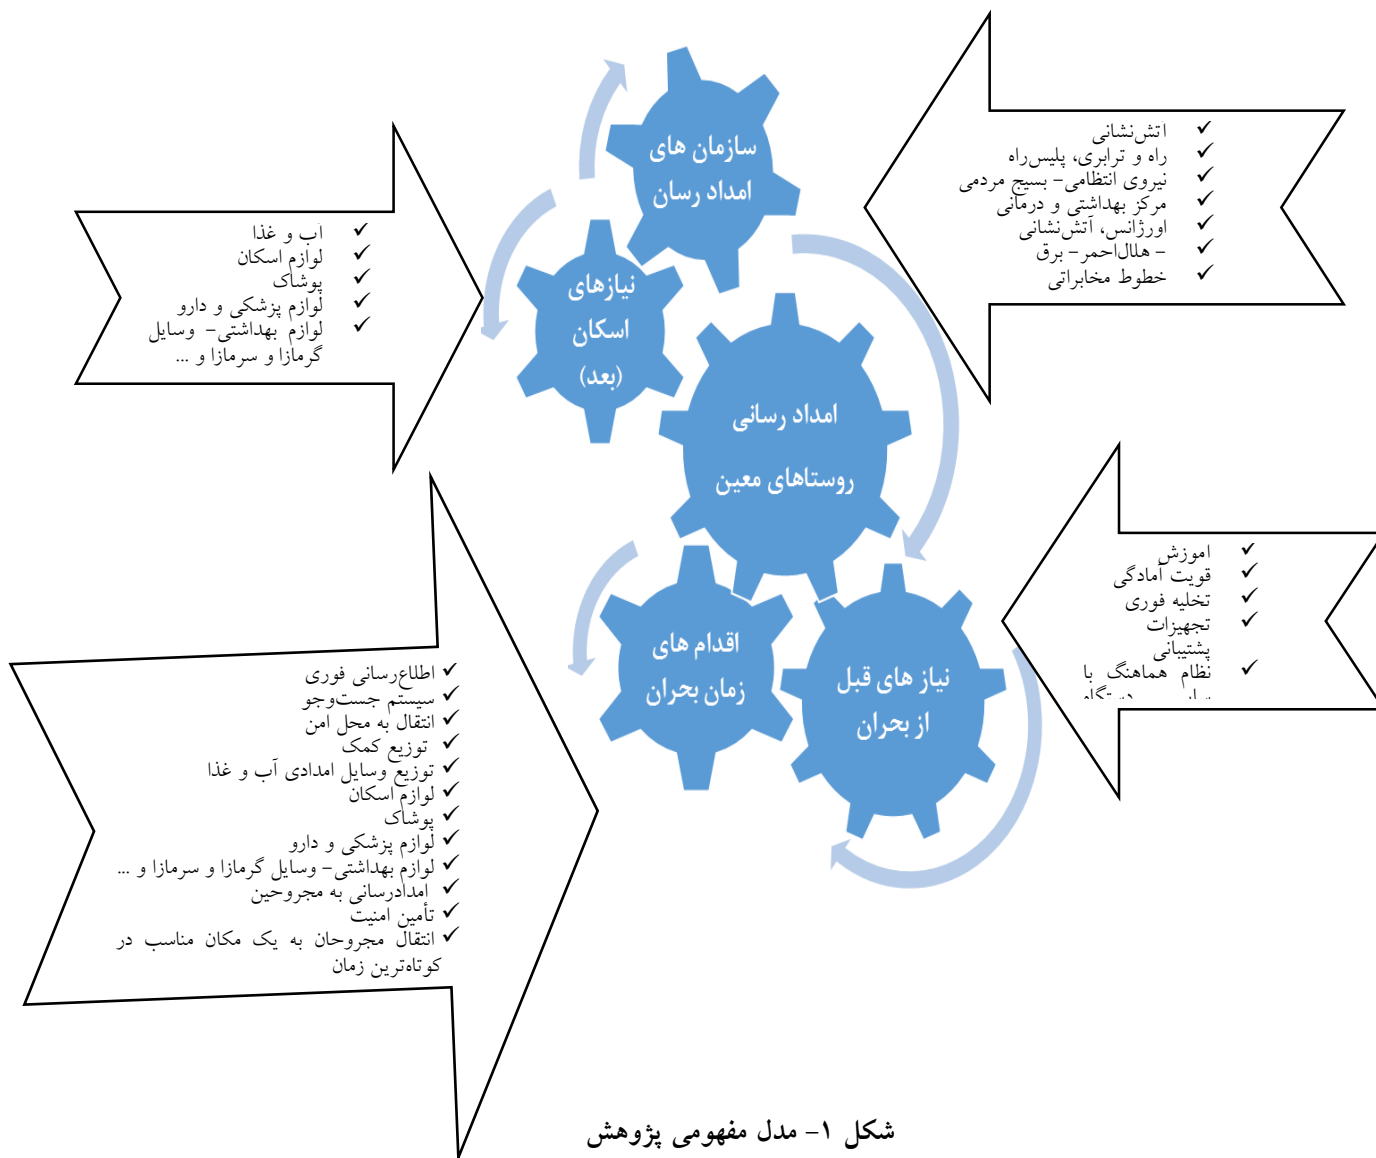 سازمان های
امداد رسان
نیازهای
اسکان
(بعد)
امداد رسانی
روستاهای معین
اقدام های
زمان بحران
نیاز های قبل
از بحران
✓ آتش‌نشانی
✓ راه و ترابری، پلیس‌راه
✓ نیروی انتظامی- بسیج مردمی
✓ مرکز بهداشتی و درمانی
✓ اورژانس، آتش‌نشانی
✓ - هلال‌احمر- برق
✓ خطوط مخابراتی
✓ آب و غذا
✓ لوازم اسکان
✓ پوشاک
✓ لوازم پزشکی و دارو
✓ لوازم بهداشتی- وسایل
گرمازا و سرمازا و ...
✓ اموزش
✓ قویت آمادگی
✓ تخلیه فوری
✓ تجهیزات
پشتیبانی
✓ نظام هماهنگ با
✓ اطلاع‌رسانی فوری
✓ سیستم جست‌وجو
✓ انتقال به محل امن
✓ توزیع کمک
✓ توزیع وسایل امدادی آب و غذا
✓ لوازم اسکان
✓ پوشاک
✓ لوازم پزشکی و دارو
✓ لوازم بهداشتی- وسایل گرمازا و سرمازا و ...
✓ امدادرسانی به مجروحین
✓ تأمین امنیت
✓ انتقال مجروحان به یک مکان مناسب در
کوتاه‌ترین زمان
شکل ۱- مدل مفهومی پژوهش